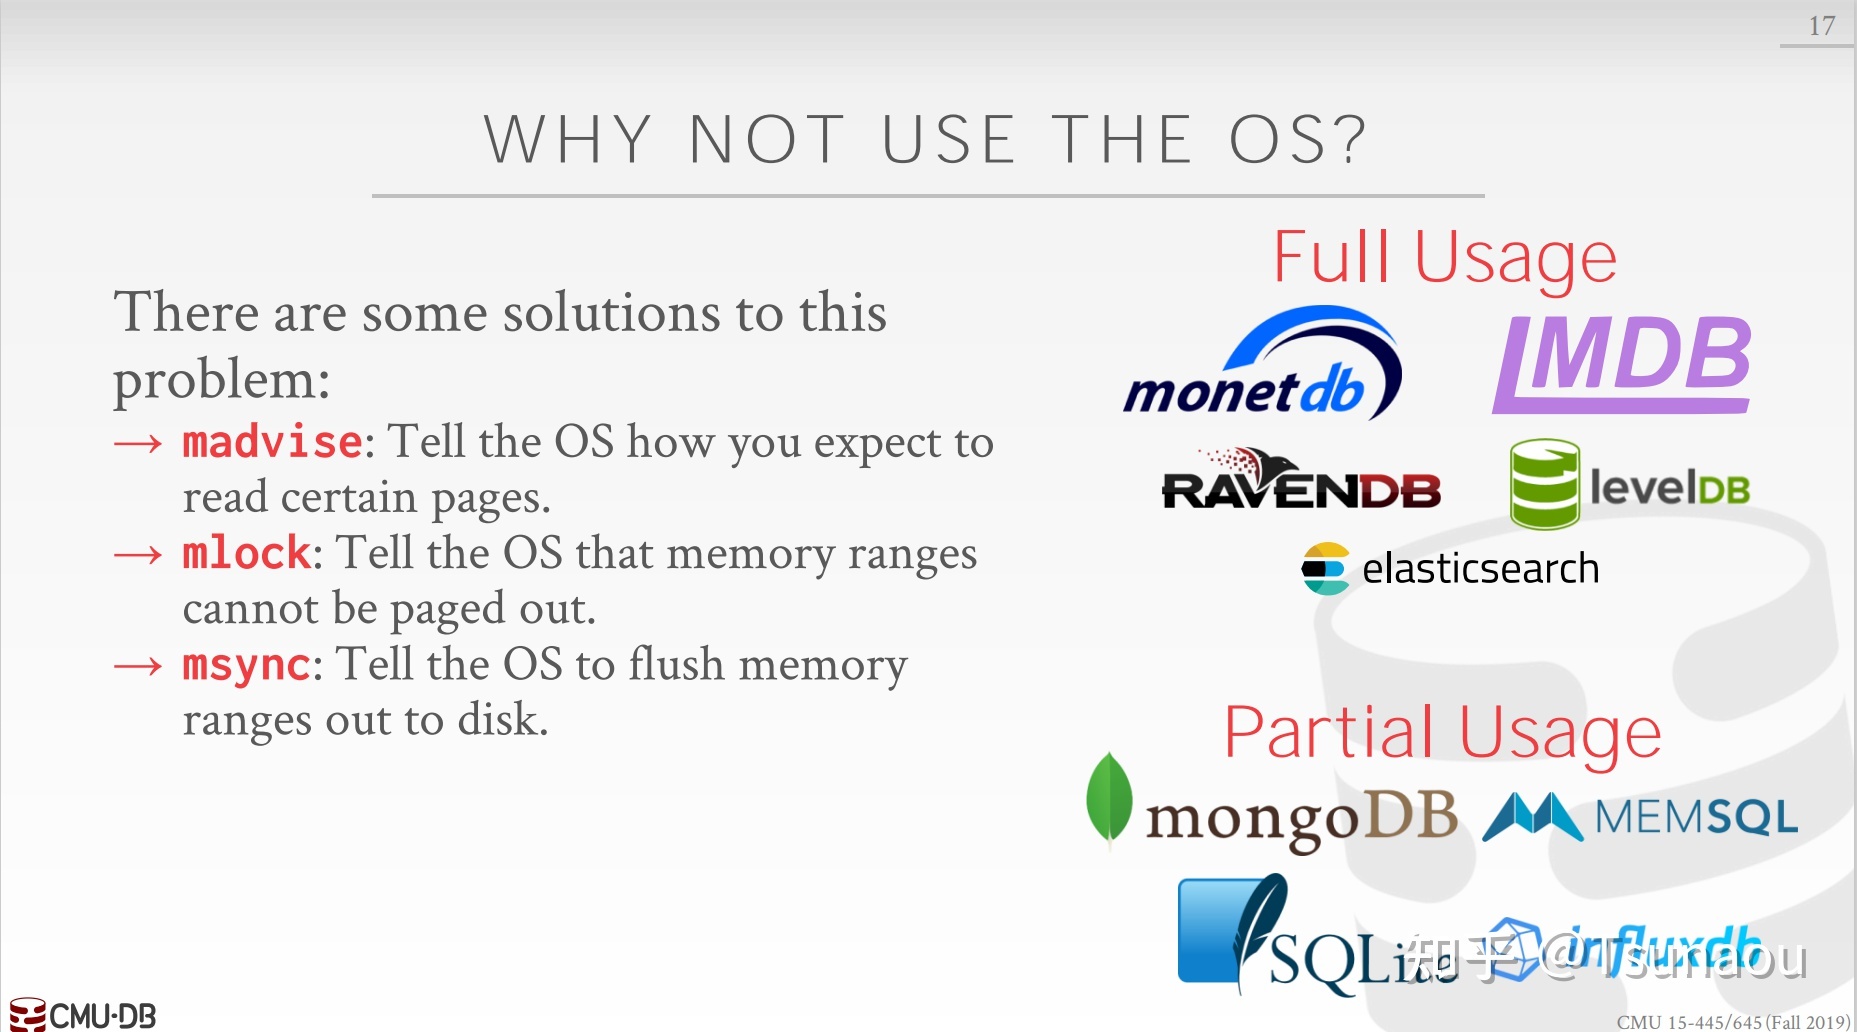 17
WHY NOT USE THE OS?
There are some solutions to this
problem:
→ madvise: Tell the OS how you expect to
read certain pages.
→ mlock: Tell the OS that memory ranges
cannot be paged out.
→ msync: Tell the OS to flush memory
ranges out to disk.
Full Usage
monetdb
LMDB
RAVENDB
levelDB
elasticsearch
Partial Usage
mongoDB
MEMSQL
SQLite
influxdb
知乎 @Tsunaou
CMU·DB
CMU 15-445/645 (Fall 2019)